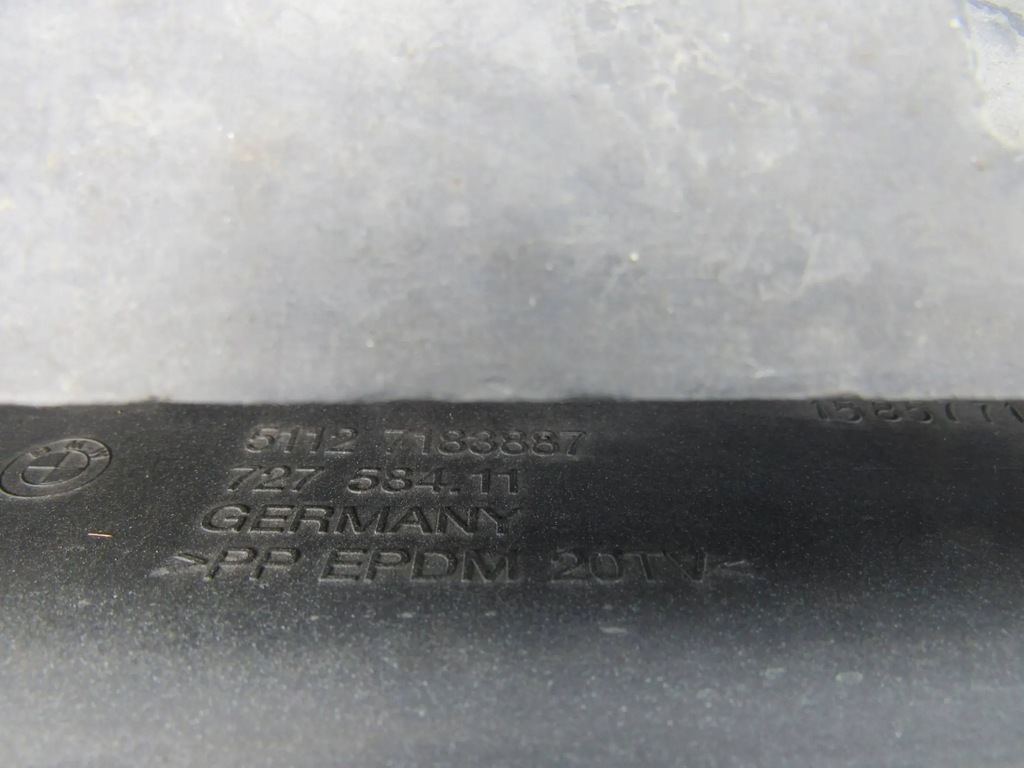 5112 7183887
727 584.11
GERMANY
>PP EPDM 20TV<